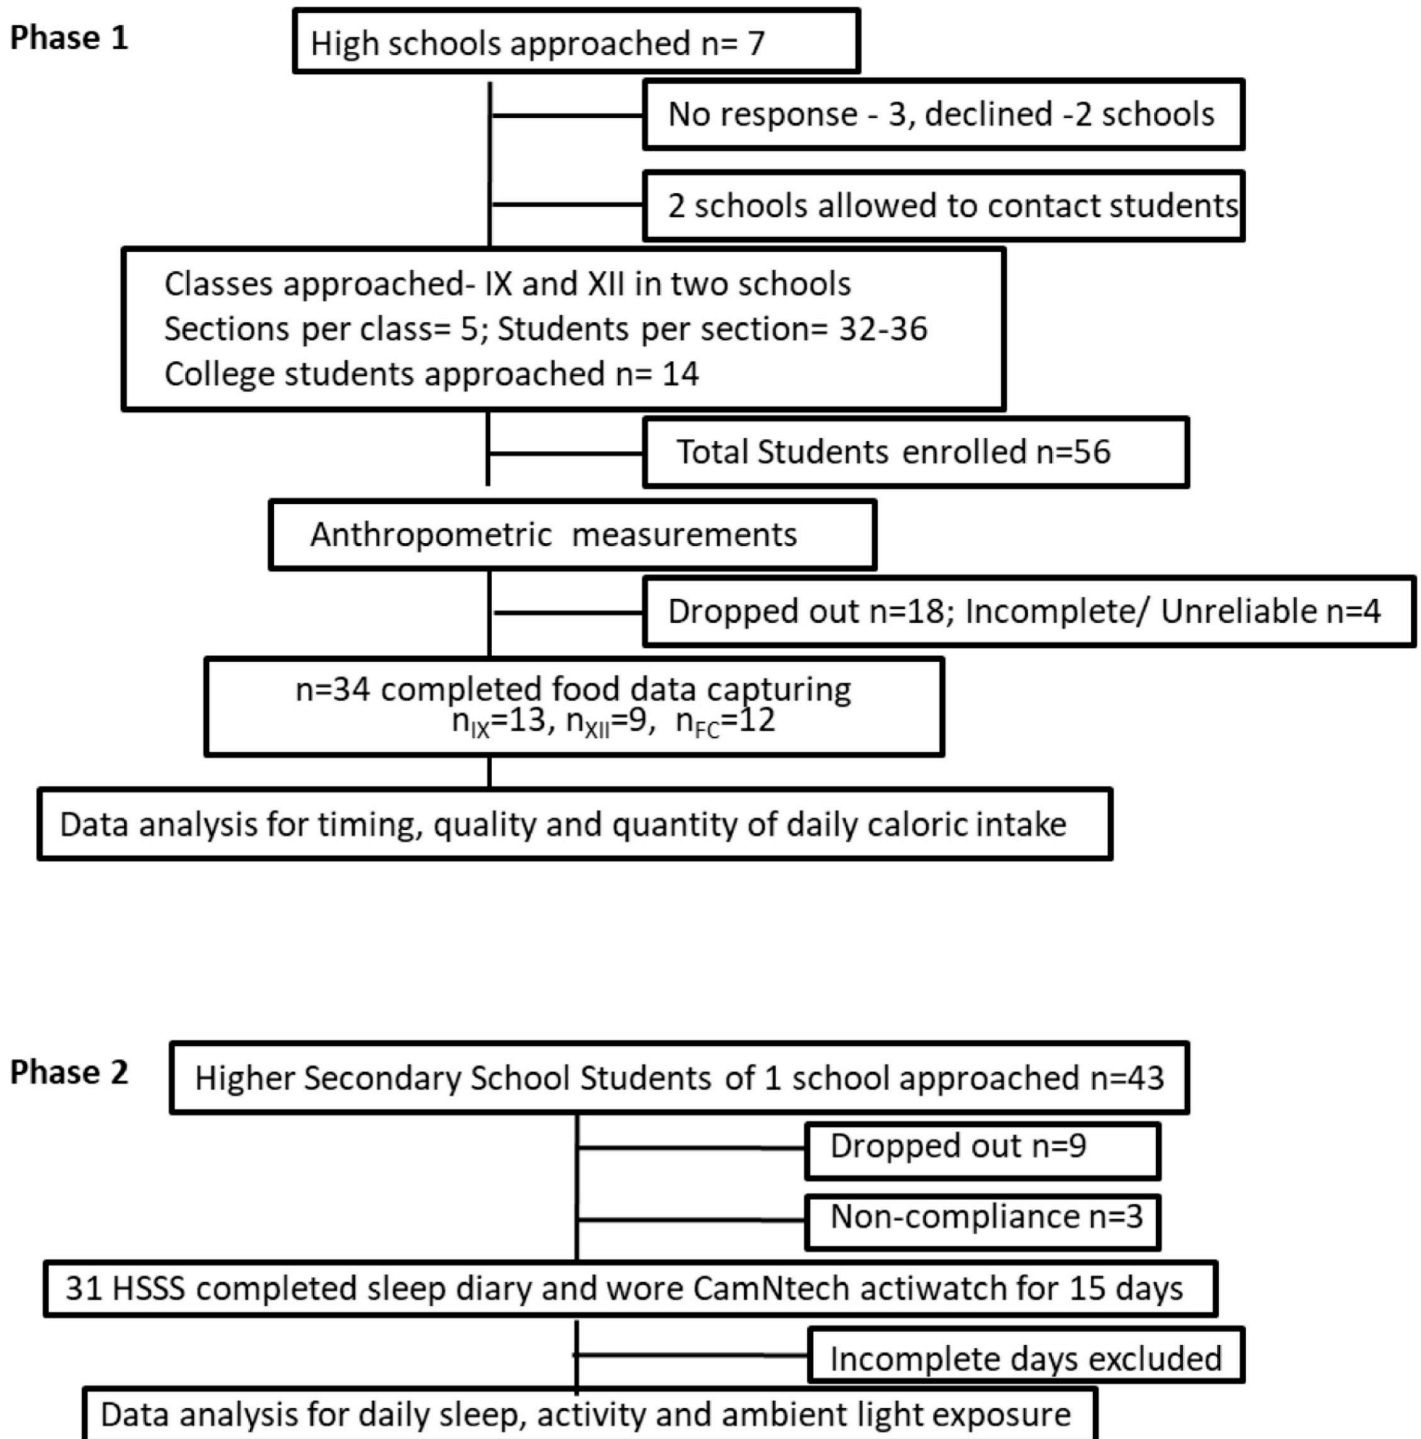 Phase 1
High schools approached n= 7
No response - 3, declined -2 schools
2 schools allowed to contact students
Classes approached- IX and XII in two schools
Sections per class= 5; Students per section= 32-36
College students approached n= 14
Total Students enrolled n=56
Anthropometric measurements
Dropped out n=18; Incomplete/ Unreliable n=4
n=34 completed food data capturing
nIX=13, nXII=9, nFC=12
Data analysis for timing, quality and quantity of daily caloric intake
Phase 2
Higher Secondary School Students of 1 school approached n=43
Dropped out n=9
Non-compliance n=3
31 HSSS completed sleep diary and wore CamNtech actiwatch for 15 days
Incomplete days excluded
Data analysis for daily sleep, activity and ambient light exposure